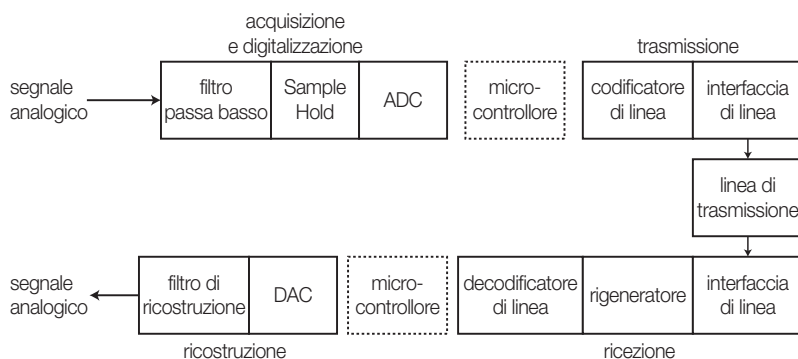 acquisizione
e digitalizzazione
trasmissione
segnale
analogico
filtro
passa basso
Sample
Hold
ADC
micro-
controllore
codificatore
di linea
interfaccia
di linea
linea di
trasmissione
segnale
analogico
filtro di
ricostruzione
DAC
micro-
controllore
decodificatore
di linea
rigeneratore
interfaccia
di linea
ricostruzione
ricezione